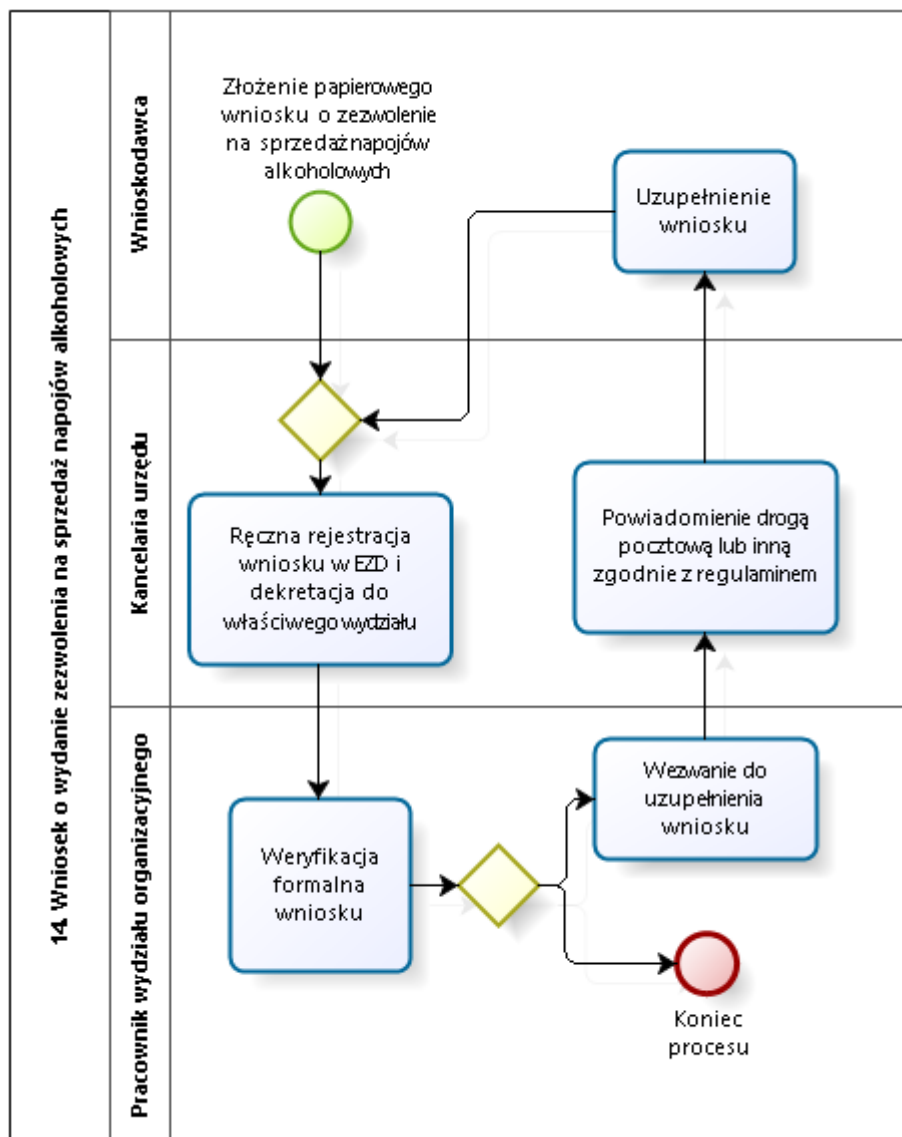 14. Wniosek o wydanie zezwolenia na sprzedaż napojów alkoholowych
Wnioskodawca
Złożenie papierowego
wniosku o zezwolenie
na sprzedaż napojów
alkoholowych
Uzupełnienie
wniosku
Kancelaria urzędu
Ręczna rejestracja
wniosku w EZD i
dekretacja do
właściwego wydziału
Powiadomienie drogą
pocztową lub inną
zgodnie z regulaminem
Pracownik wydziału organizacyjnego
Weryfikacja
formalna
wniosku
Wezwanie do
uzupełnienia
wniosku
Koniec
procesu